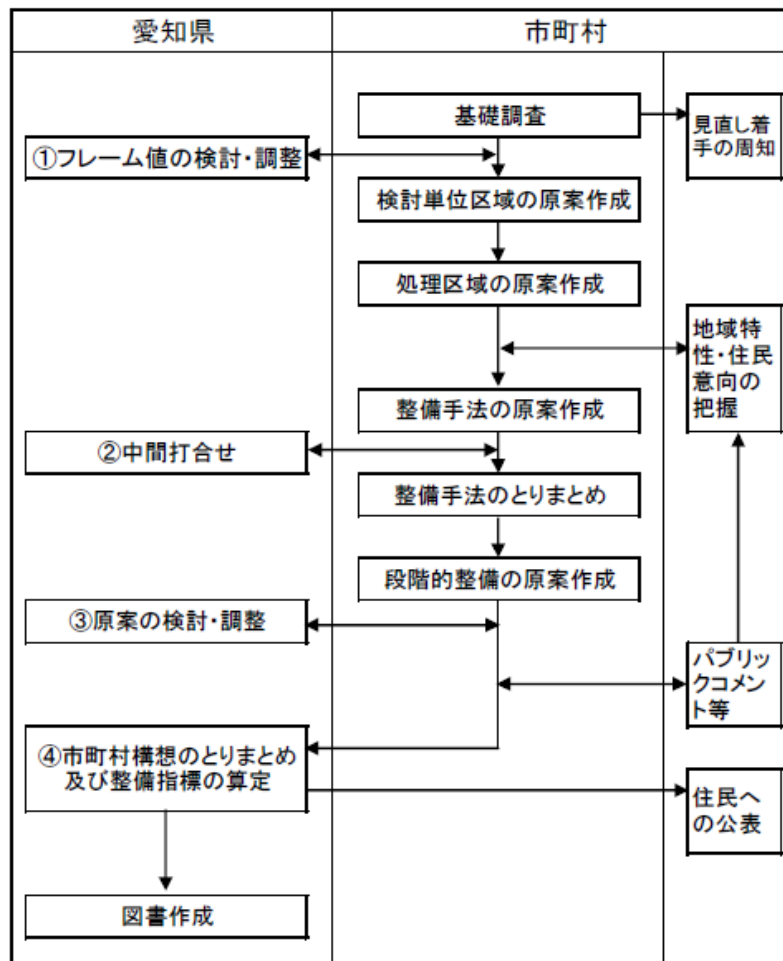 愛知県
市町村
基礎調査
見直し着
手の周知
①フレーム値の検討・調整
検討単位区域の原案作成
処理区域の原案作成
地域特
性・住民
意向の
把握
整備手法の原案作成
②中間打合せ
整備手法のとりまとめ
段階的整備の原案作成
③原案の検討・調整
パブリッ
クコメン
ト等
④市町村構想のとりまとめ
及び整備指標の算定
住民へ
の公表
図書作成